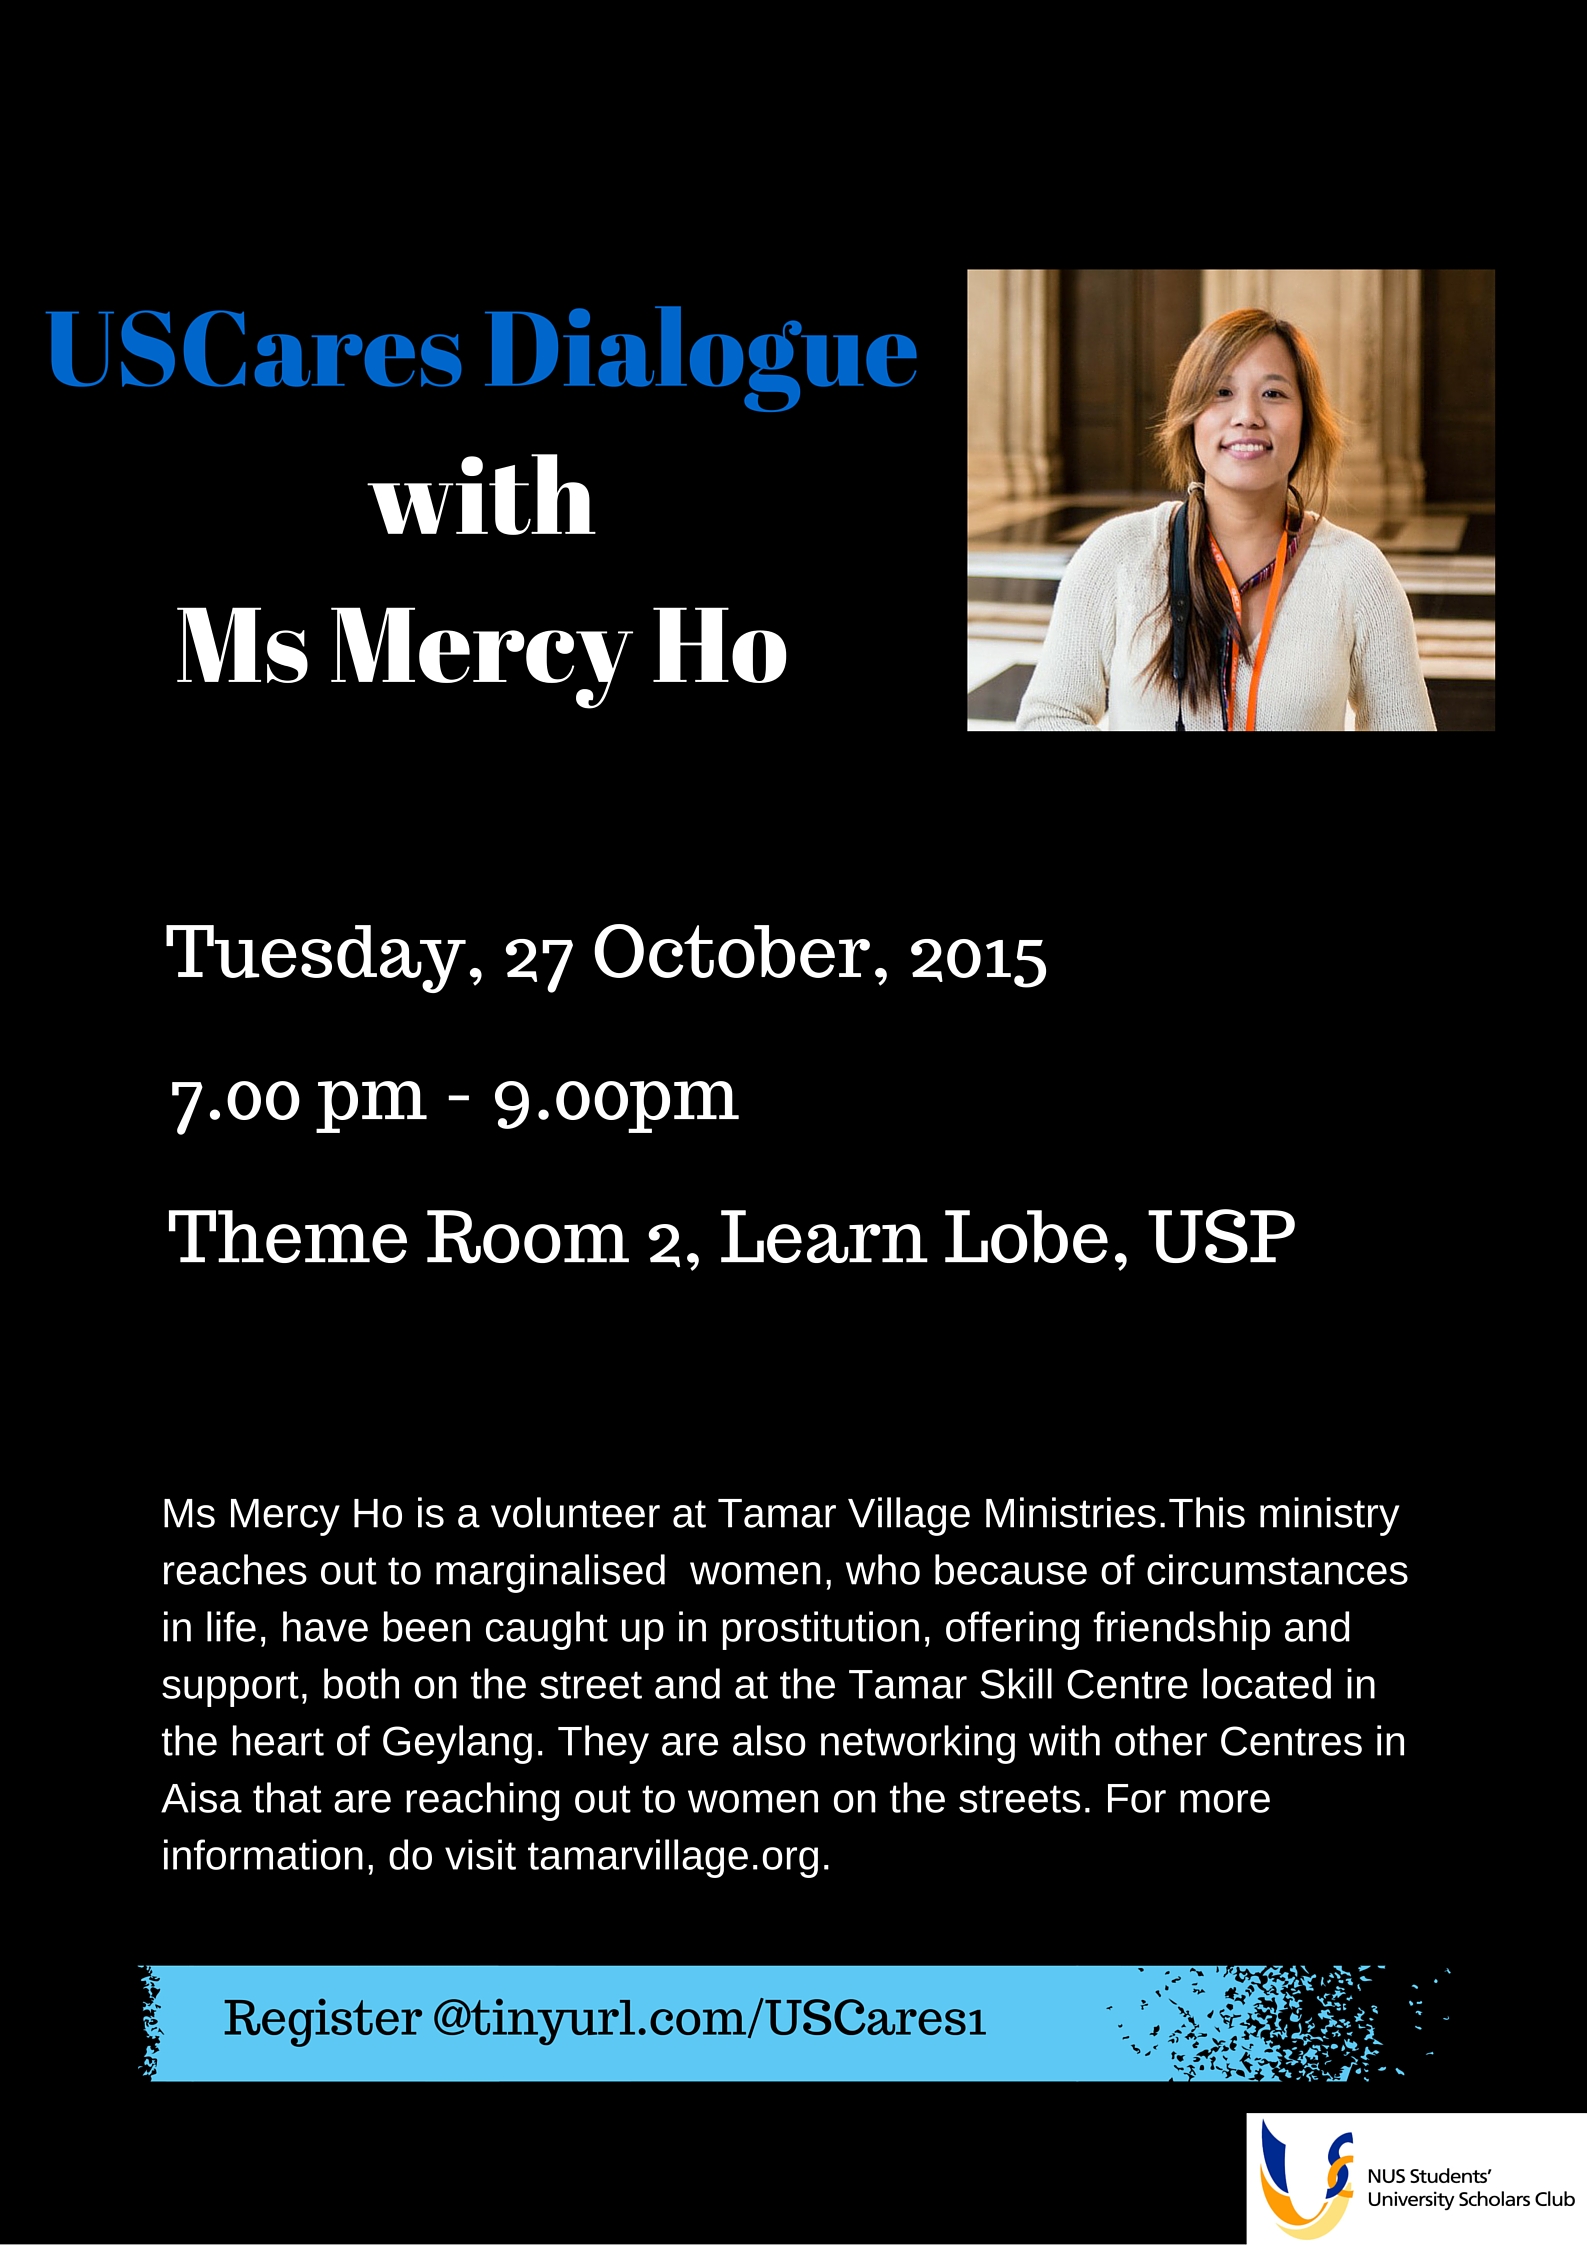 USCares Dialogue
with
Ms Mercy Ho
Tuesday, 27 October, 2015
7.00 pm - 9.00pm
Theme Room 2, Learn Lobe, USP
Ms Mercy Ho is a volunteer at Tamar Village Ministries.This ministry
reaches out to marginalised  women, who because of circumstances
in life, have been caught up in prostitution, offering friendship and
support, both on the street and at the Tamar Skill Centre located in
the heart of Geylang. They are also networking with other Centres in
Aisa that are reaching out to women on the streets. For more
information, do visit tamarvillage.org.
Register @tinyurl.com/USCares1
NUS Students'
University Scholars Club